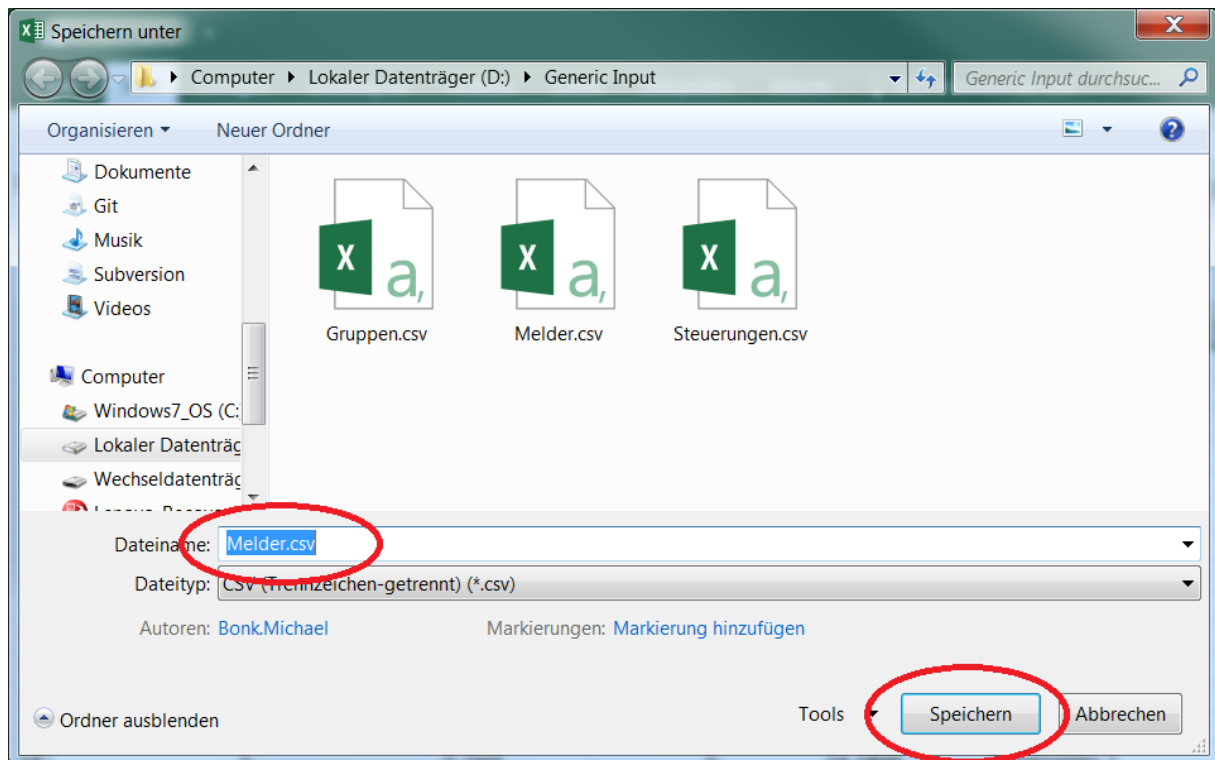 Speichern unter
Computer Lokaler Datenträger (D:) Generic Input
Generic Input durchsuc...
Organisieren Neuer Ordner
Dokumente
Git
Musik
Subversion
Videos
Computer
Windows7_OS (C:
Lokaler Datenträg
Wechseldatenträg
Gruppen.csv Melder.csv Steuerungen.csv
Dateiname: Melder.csv
Dateityp: CSV (Trennzeichen-getrennt) (*.csv)
Autoren: Bonk.Michael Markierungen: Markierung hinzufügen
Ordner ausblenden Tools Speichern Abbrechen